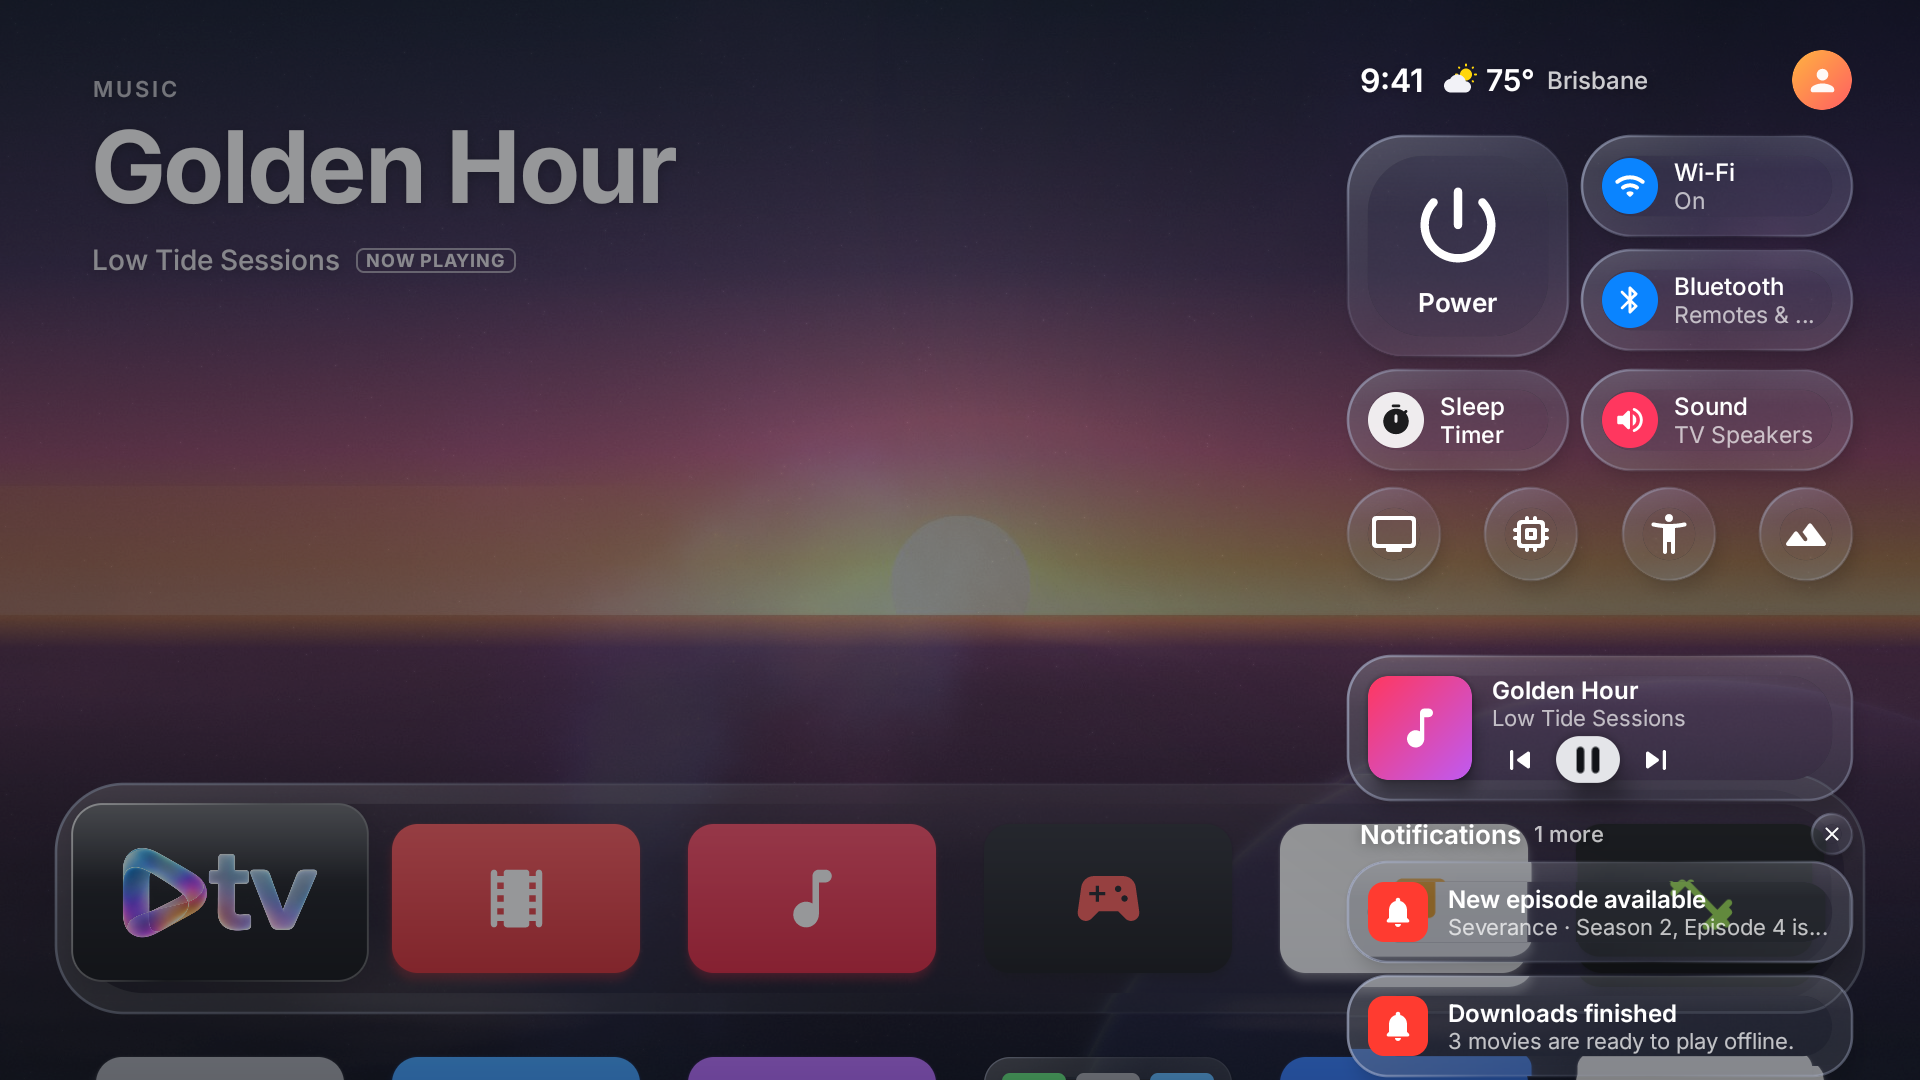 MUSIC
Golden Hour
Low Tide Sessions NOW PLAYING
9:41 75° Brisbane
Power
Wi-Fi
On
Bluetooth
Remotes & ...
Sleep
Timer
Sound
TV Speakers
Golden Hour
Low Tide Sessions
Notifications 1 more
New episode available
Severance · Season 2, Episode 4 is...
Downloads finished
3 movies are ready to play offline.
tv